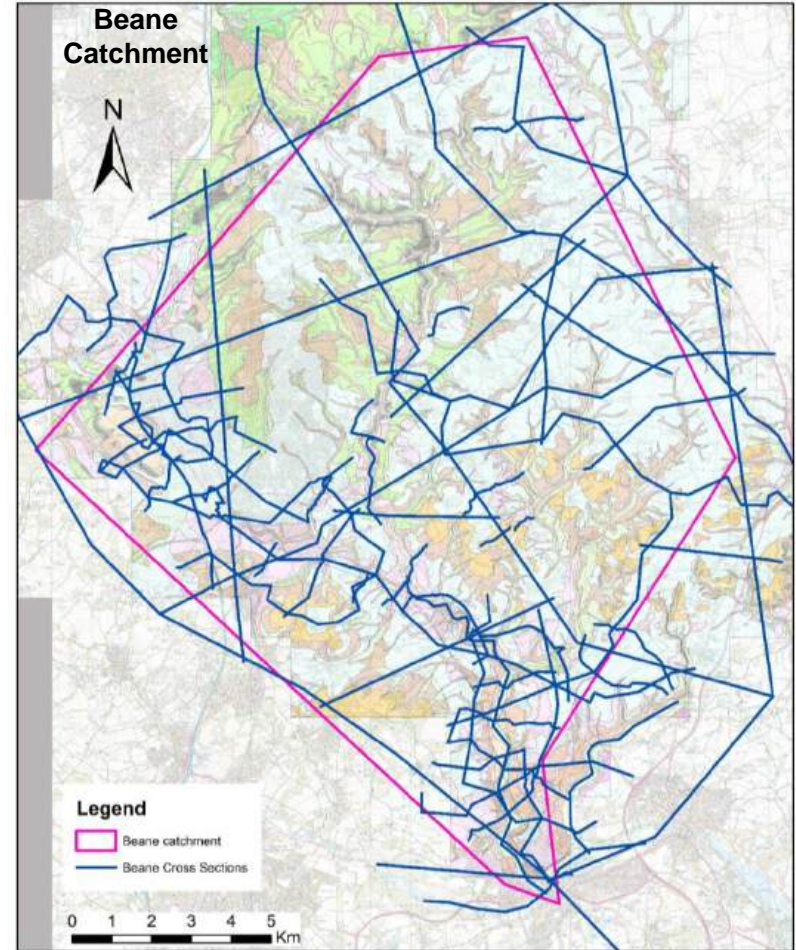 Beane
Catchment
N
Legend
Beane catchment
Beane Cross Sections
0 1 2 3 4 5
Km